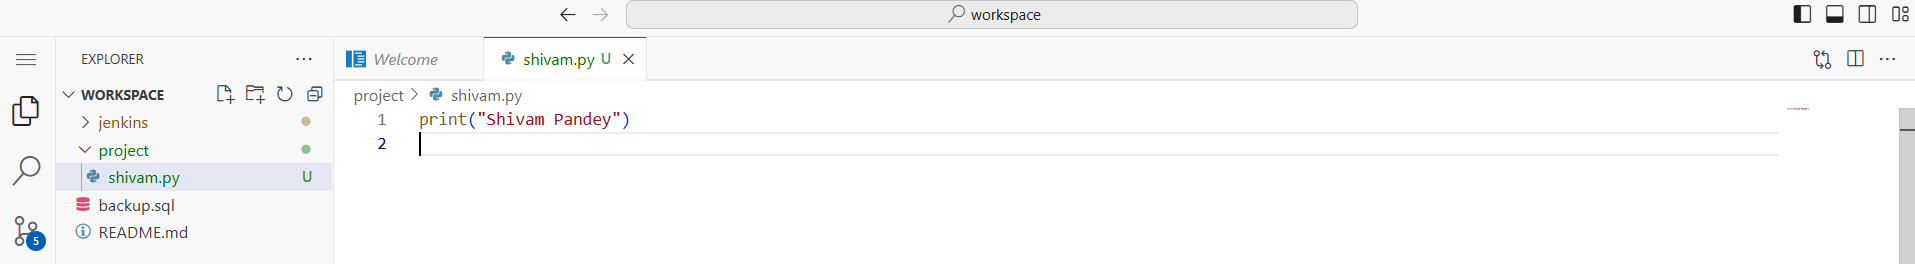 workspace
EXPLORER
WORKSPACE
jenkins
project
shivam.py U
backup.sql
README.md
5
Welcome
shivam.py U
project > shivam.py
1 print("Shivam Pandey")
2